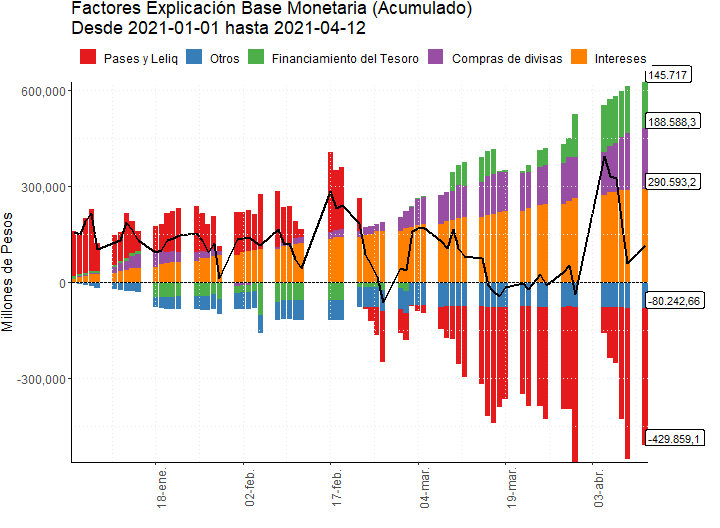 Factores Explicación Base Monetaria (Acumulado)
Desde 2021-01-01 hasta 2021-04-12
Pases y Leliq Otros Financiamiento del Tesoro Compras de divisas Intereses
Millones de Pesos
600,000
300,000
0
-300,000
145.717
188.588,3
290.593,2
-80.242,66
-429.859,1
18-ene.
02-feb.
17-feb.
04-mar.
19-mar.
03-abr.